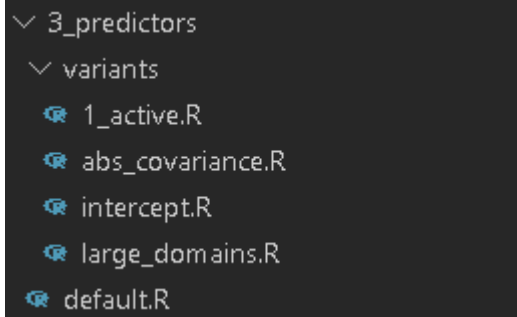 3_predictors
variants
1_active.R
abs_covariance.R
intercept.R
large_domains.R
default.R